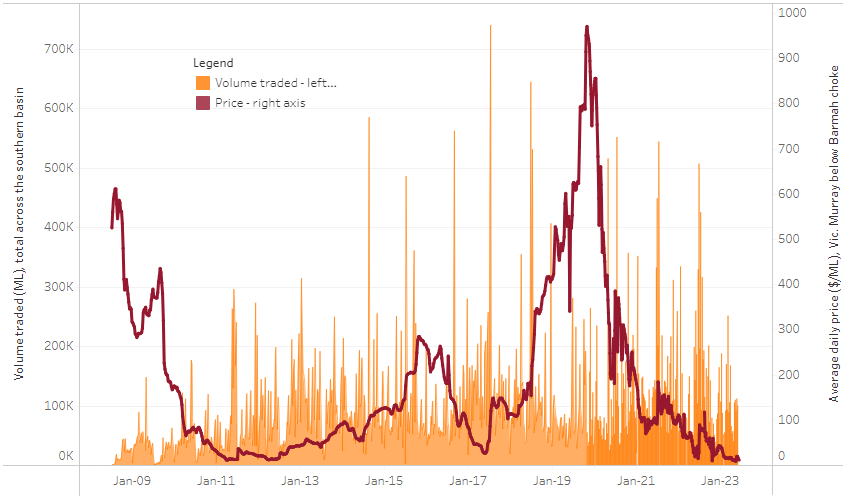 Legend
Volume traded - left...
Price - right axis
Volume traded (ML), total across the southern basin
700K
600K
500K
400K
300K
200K
100K
0K
1000
900
800
700
600
500
400
300
200
100
0
Average daily price ($/ML), Vic. Murray below Barmah choke
Jan-09
Jan-11
Jan-13
Jan-15
Jan-17
Jan-19
Jan-21
Jan-23